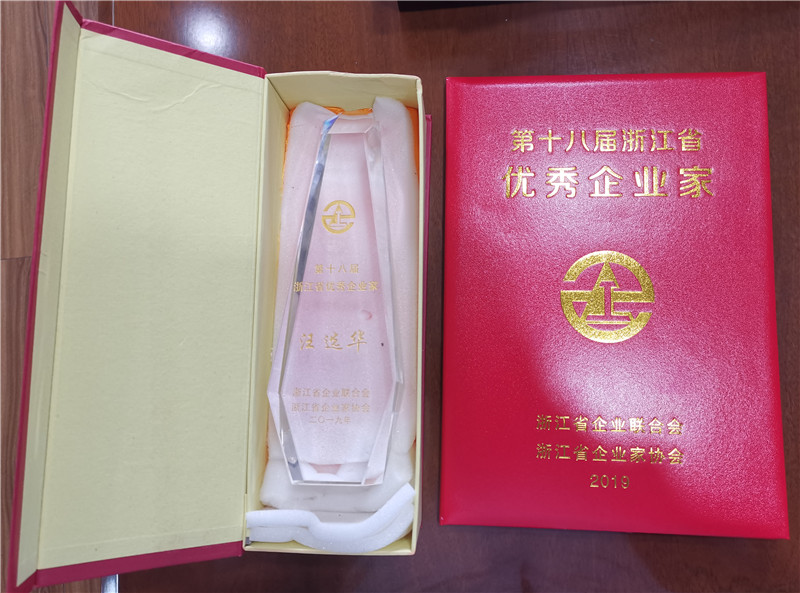 第十八届
浙江省优秀企业家
汪选华
浙江省企业联合会
浙江省企业家协会
二〇一九年
第十八届浙江省
优秀企业家
浙江省企业联合会
浙江省企业家协会
2019